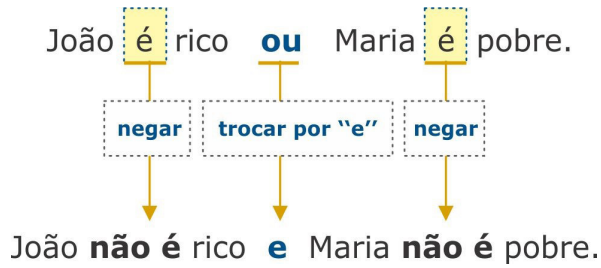 João é rico ou Maria é pobre.
negar trocar por ‘‘e’’ negar
João não é rico e Maria não é pobre.